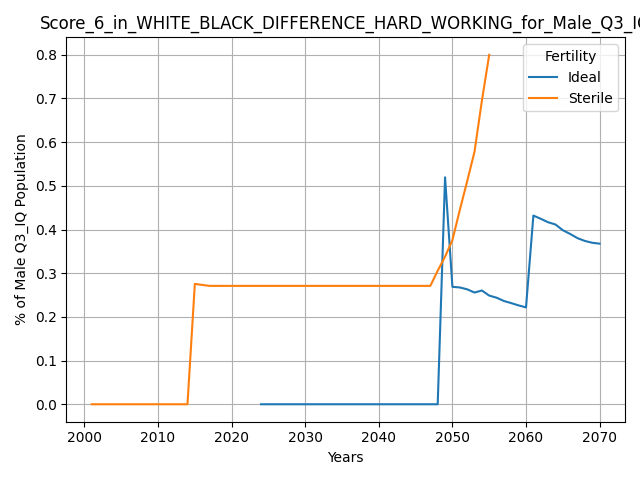 Score_6_in_WHITE_BLACK_DIFFERENCE_HARD_WORKING_for_Male_Q3_IQ
Fertility
Ideal
Sterile
% of Male Q3_IQ Population
0.8
0.7
0.6
0.5
0.4
0.3
0.2
0.1
0.0
2000 2010 2020 2030 2040 2050 2060 2070
Years